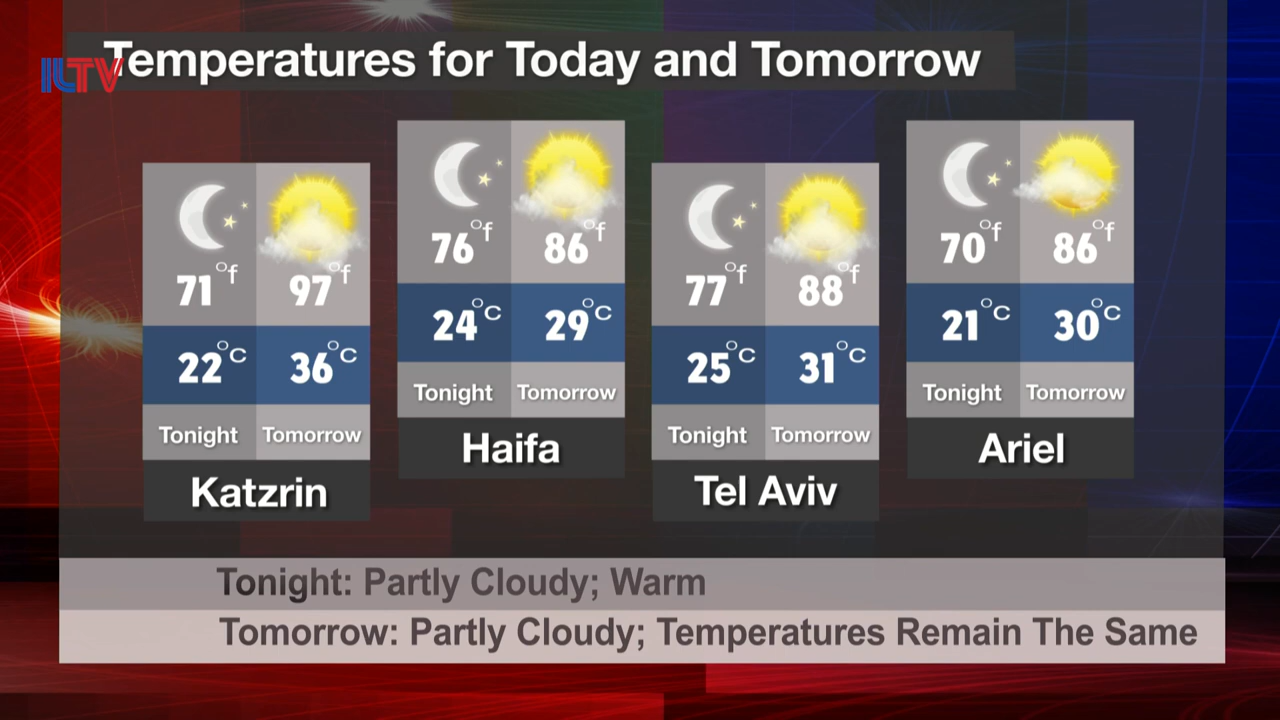 ILTV
Temperatures for Today and Tomorrow
71°f 97°f
22°C 36°C
Tonight Tomorrow
Katzrin
76°f 86°f
24°C 29°C
Tonight Tomorrow
Haifa
77°f 88°f
25°C 31°C
Tonight Tomorrow
Tel Aviv
70°f 86°f
21°C 30°C
Tonight Tomorrow
Ariel
Tonight: Partly Cloudy; Warm
Tomorrow: Partly Cloudy; Temperatures Remain The Same